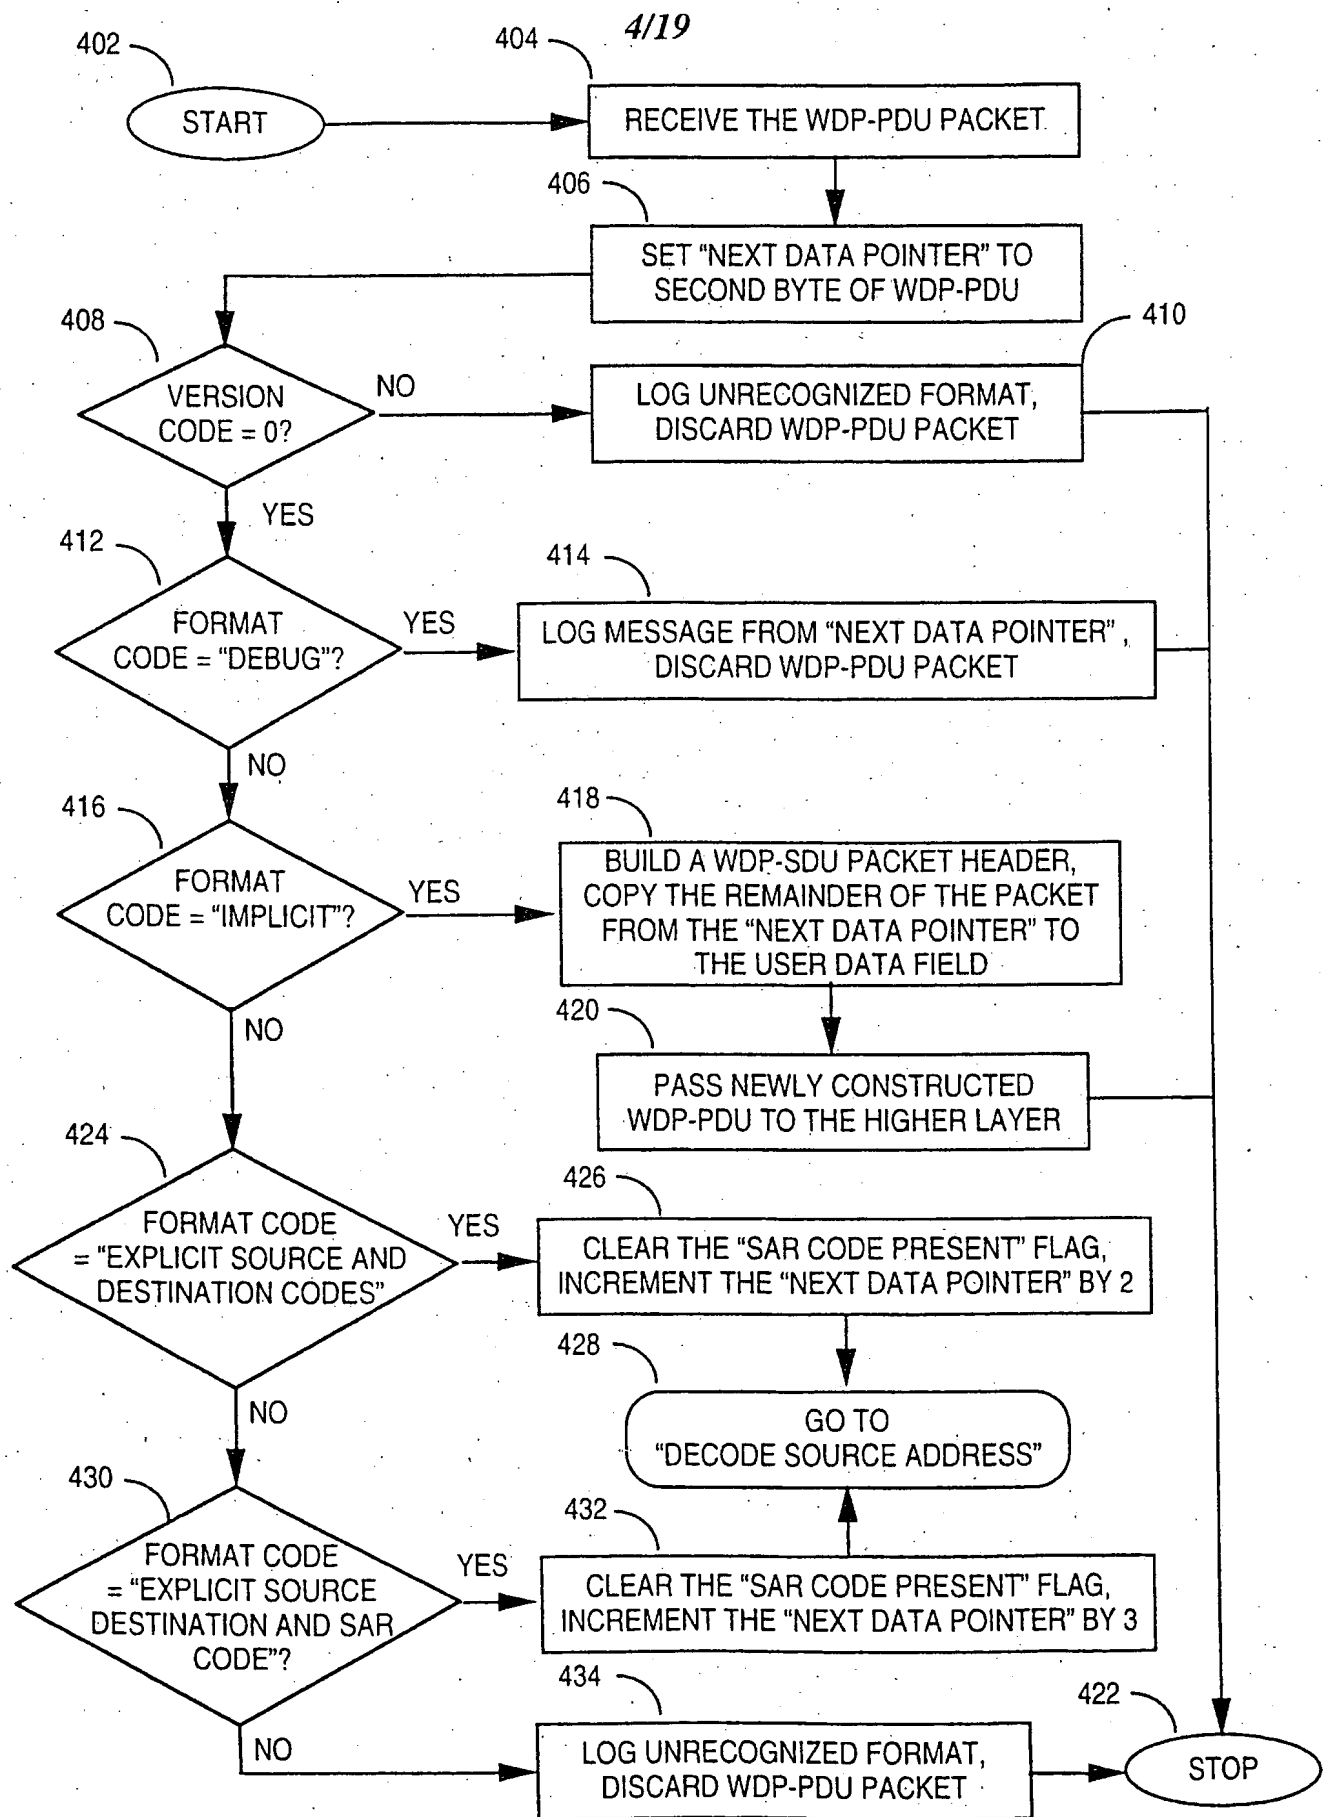 4/19
402
404
START
RECEIVE THE WDP-PDU PACKET
406
SET “NEXT DATA POINTER” TO
SECOND BYTE OF WDP-PDU
408
410
VERSION
CODE = 0?
NO
LOG UNRECOGNIZED FORMAT,
DISCARD WDP-PDU PACKET
YES
412
414
FORMAT
CODE = “DEBUG”?
YES
LOG MESSAGE FROM “NEXT DATA POINTER” ,
DISCARD WDP-PDU PACKET
NO
416
418
FORMAT
CODE = “IMPLICIT”?
YES
BUILD A WDP-SDU PACKET HEADER,
COPY THE REMAINDER OF THE PACKET
FROM THE “NEXT DATA POINTER” TO
THE USER DATA FIELD
NO
420
PASS NEWLY CONSTRUCTED
WDP-PDU TO THE HIGHER LAYER
424
426
FORMAT CODE
= “EXPLICIT SOURCE AND
DESTINATION CODES”
YES
CLEAR THE “SAR CODE PRESENT” FLAG,
INCREMENT THE “NEXT DATA POINTER” BY 2
428
NO
GO TO
“DECODE SOURCE ADDRESS”
430
432
FORMAT CODE
= “EXPLICIT SOURCE
DESTINATION AND SAR
CODE”?
YES
CLEAR THE “SAR CODE PRESENT” FLAG,
INCREMENT THE “NEXT DATA POINTER” BY 3
434
422
NO
LOG UNRECOGNIZED FORMAT,
DISCARD WDP-PDU PACKET
STOP